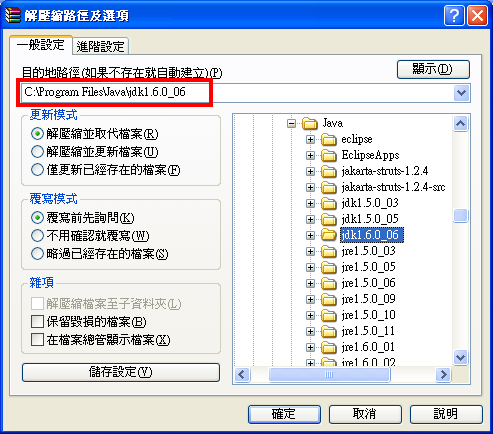 解壓縮路徑及選項
一般設定
進階設定
目的地路徑(如果不存在就自動建立)(P)
顯示(D)
C:\Program Files\Java\jdk1.6.0_06
更新模式
解壓縮並取代檔案(R)
解壓縮並更新檔案(U)
僅更新已經存在的檔案(F)
覆寫模式
覆寫前先詢問(K)
不用確認就覆寫(W)
略過已經存在的檔案(S)
雜項
解壓縮檔案至子資料夾(L)
保留毀損的檔案(B)
在檔案總管顯示檔案(X)
儲存設定(V)
Java
eclipse
EclipseApps
jakarta-struts-1.2.4
jakarta-struts-1.2.4-src
jdk1.5.0_03
jdk1.5.0_05
jdk1.6.0_06
jre1.5.0_03
jre1.5.0_05
jre1.5.0_06
jre1.5.0_09
jre1.5.0_10
jre1.5.0_11
jre1.6.0_01
jre1.6.0_02
確定
取消
說明